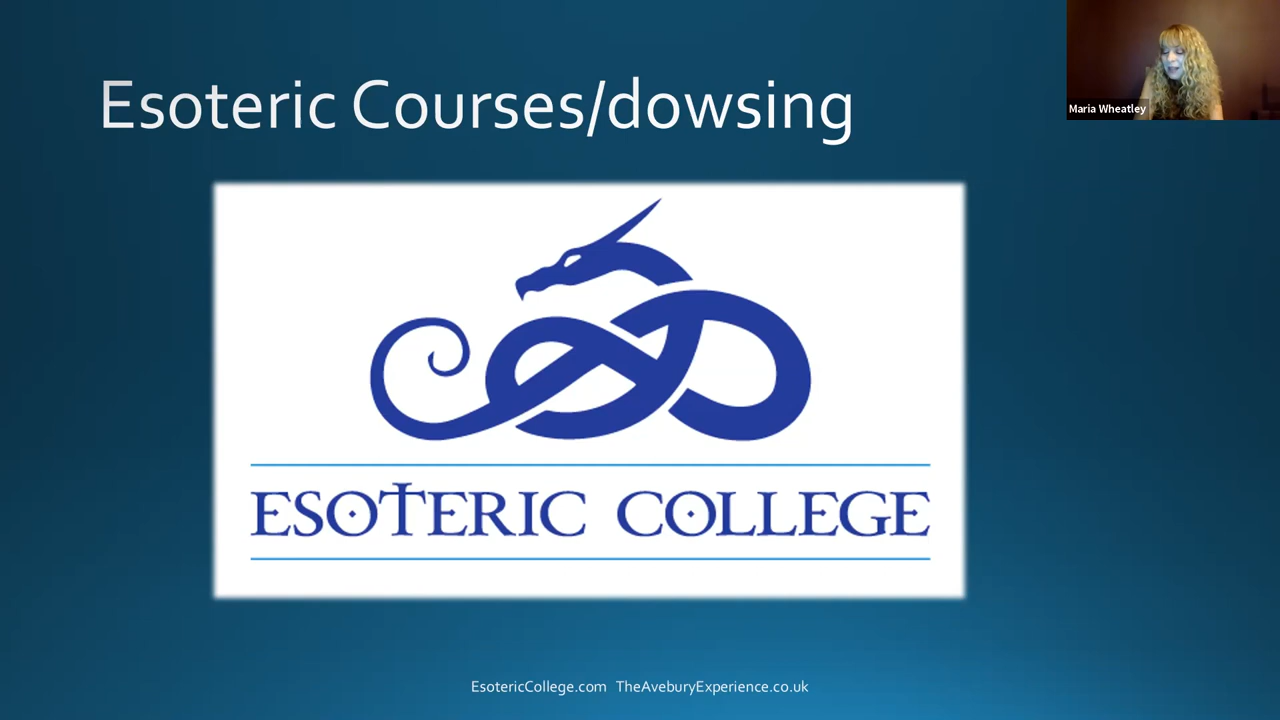 Esoteric Courses/dowsing
Maria Wheatley
ESOTERIC COLLEGE
EsotericCollege.com TheAveburyExperience.co.uk